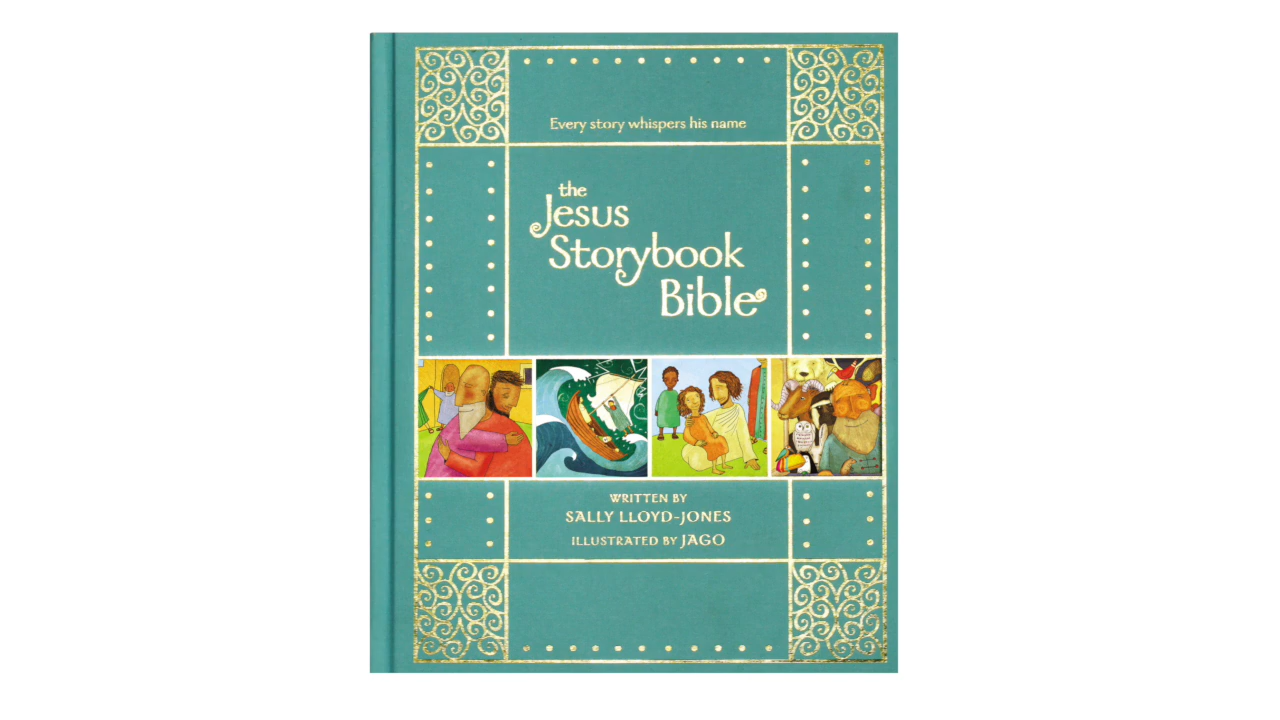 Every story whispers his name
the
Jesus
Storybook
Bible
WRITTEN BY
SALLY LLOYD-JONES
ILLUSTRATED BY JAGO